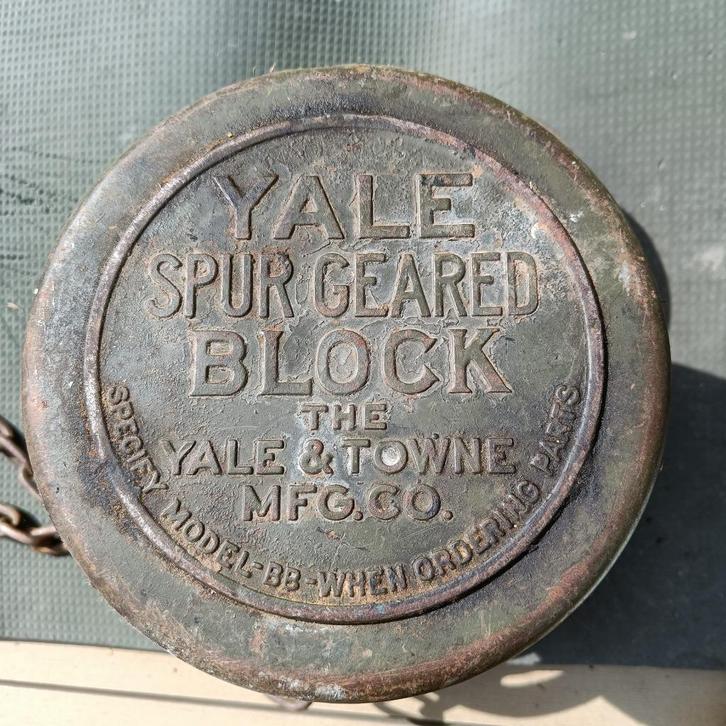 YALE
SPUR GEARED
BLOCK
THE
YALE & TOWNE
MFG. CO.
SPECIFY MODEL-BB-WHEN ORDERING PARTS